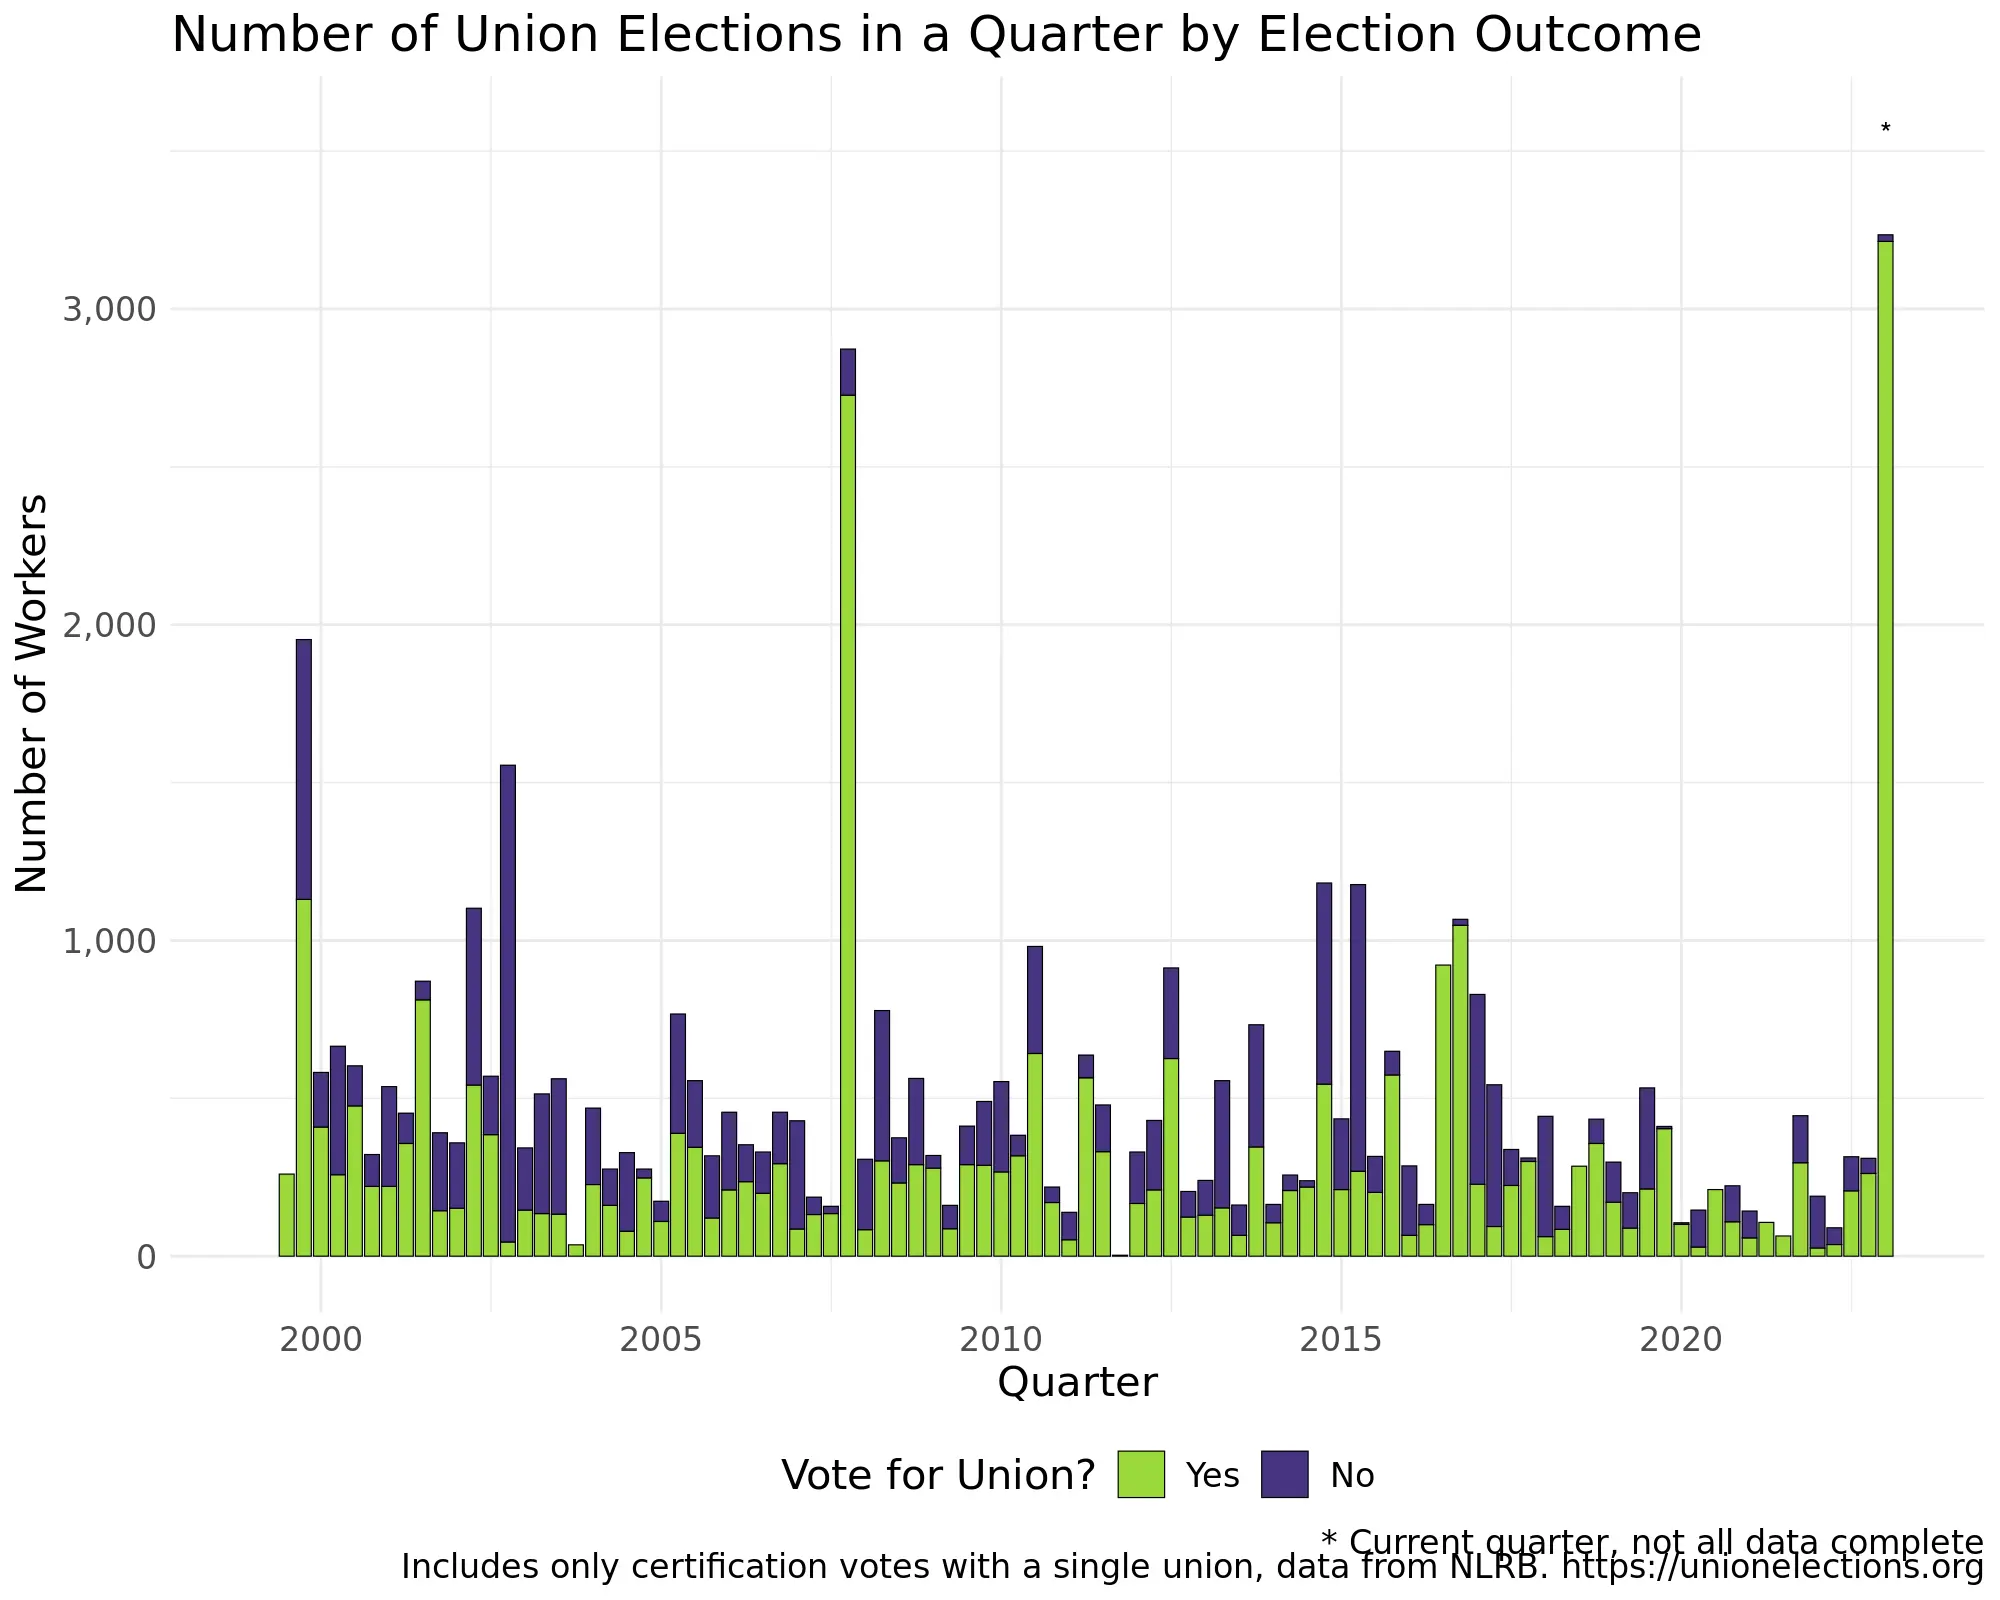 Number of Union Elections in a Quarter by Election Outcome
*
3,000
2,000
1,000
0
Number of Workers
2000 2005 2010 2015 2020
Quarter
Vote for Union? Yes No
* Current quarter, not all data complete
Includes only certification votes with a single union, data from NLRB. https://unionelections.org